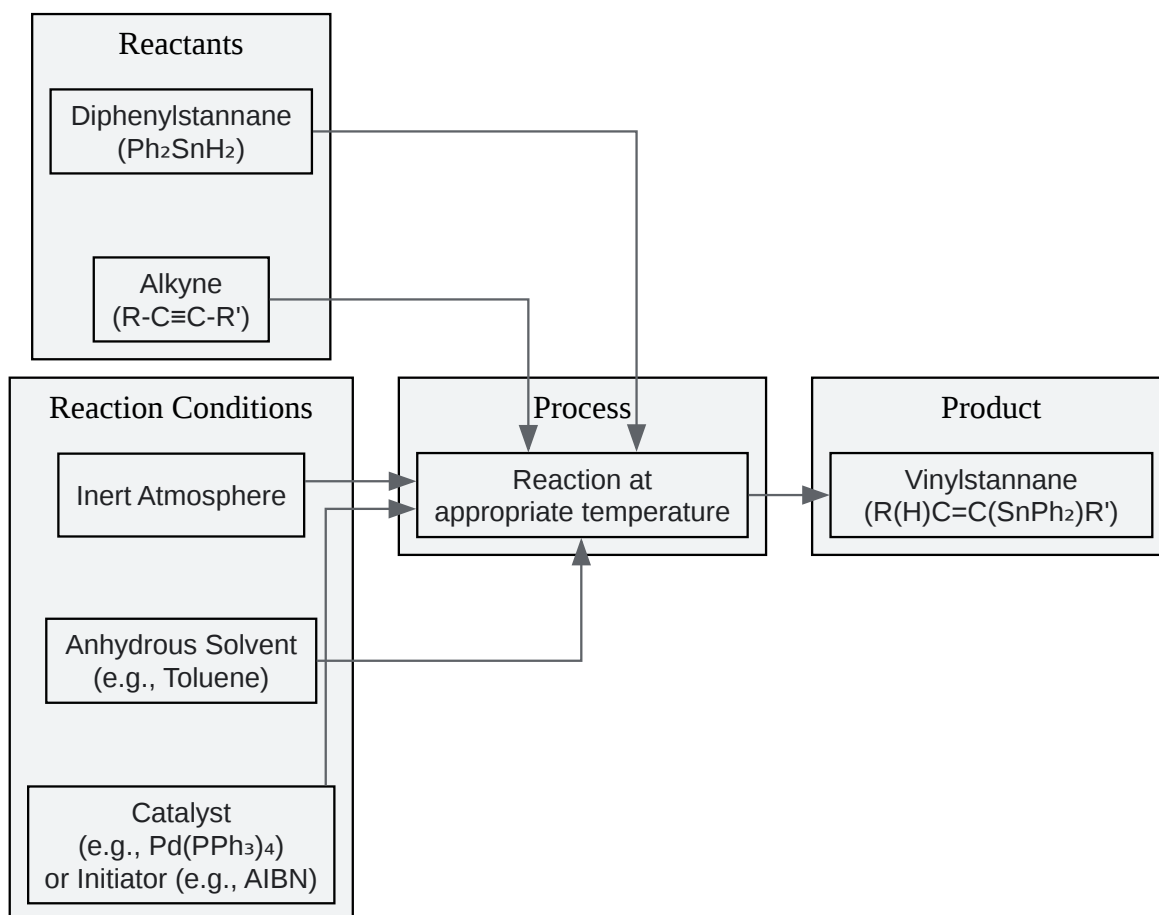 Reactants
Diphenylstannane
(Ph₂SnH₂)
Alkyne
(R-C≡C-R')
Reaction Conditions
Inert Atmosphere
Anhydrous Solvent
(e.g., Toluene)
Catalyst
(e.g., Pd(PPh₃)₄)
or Initiator (e.g., AIBN)
Process
Reaction at
appropriate temperature
Product
Vinylstannane
(R(H)C=C(SnPh₂)R')